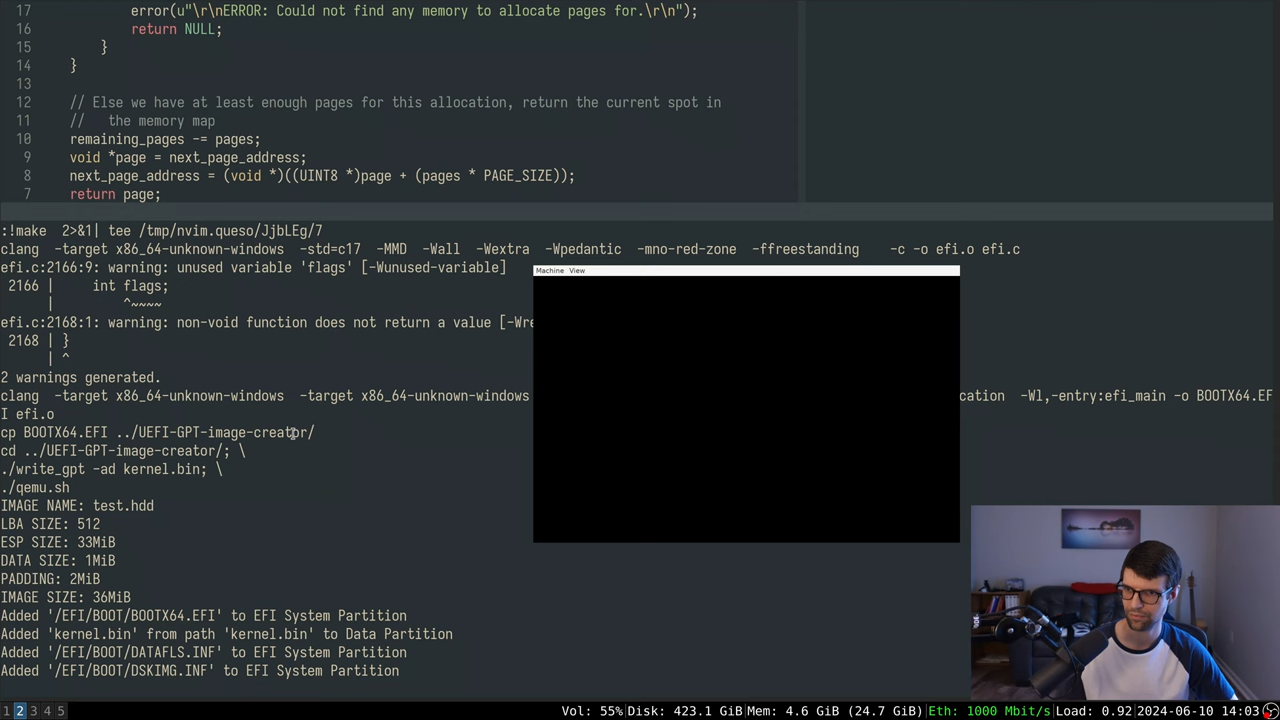 17 error(u"\r\nERROR: Could not find any memory to allocate pages for.\r\n");
16 return NULL;
15 }
14 }
13
12 // Else we have at least enough pages for this allocation, return the current spot in
11 // the memory map
10 remaining_pages -= pages;
9 void *page = next_page_address;
8 next_page_address = (void *)((UINT8 *)page + (pages * PAGE_SIZE));
7 return page;
:!make 2>&1| tee /tmp/nvim.queso/JjbLEg/7
clang -target x86_64-unknown-windows -std=c17 -MMD -Wall -Wextra -Wpedantic -mno-red-zone -ffreestanding -c -o efi.o efi.c
efi.c:2166:9: warning: unused variable 'flags' [-Wunused-variable]
2166 | int flags;
| ^~~~~
Machine View
efi.c:2168:1: warning: non-void function does not return a value [-Wre
2168 | }
| ^
2 warnings generated.
clang -target x86_64-unknown-windows -target x86_64-unknown-windows cation -Wl,-entry:efi_main -o BOOTX64.EF
I efi.o
cp BOOTX64.EFI ../UEFI-GPT-image-creator/
cd ../UEFI-GPT-image-creator/; \
./write_gpt -ad kernel.bin; \
./qemu.sh
IMAGE NAME: test.hdd
LBA SIZE: 512
ESP SIZE: 33MiB
DATA SIZE: 1MiB
PADDING: 2MiB
IMAGE SIZE: 36MiB
Added '/EFI/BOOT/BOOTX64.EFI' to EFI System Partition
Added 'kernel.bin' from path 'kernel.bin' to Data Partition
Added '/EFI/BOOT/DATAFLS.INF' to EFI System Partition
Added '/EFI/BOOT/DSKIMG.INF' to EFI System Partition
1 2 3 4 5 Vol: 55% Disk: 423.1 GiB Mem: 4.6 GiB (24.7 GiB) Eth: 1000 Mbit/s Load: 0.92 2024-06-10 14:03